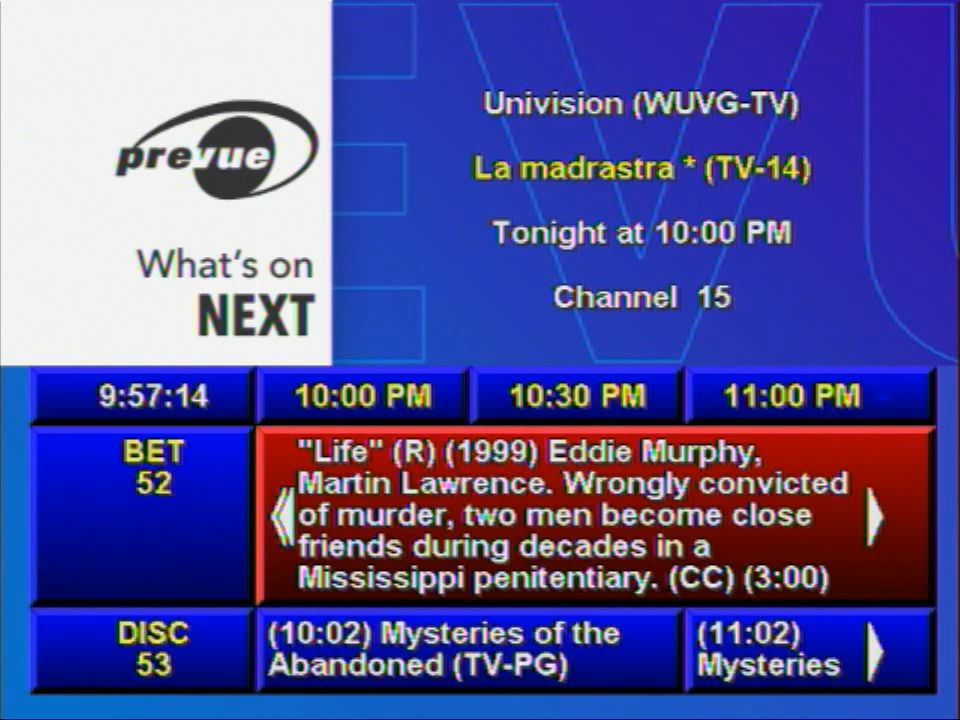 prevue
What's on
NEXT
Univision (WUVG-TV)
La madrastra * (TV-14)
Tonight at 10:00 PM
Channel 15
9:57:14
10:00 PM
10:30 PM
11:00 PM
BET
52
"Life" (R) (1999) Eddie Murphy,
Martin Lawrence. Wrongly convicted
of murder, two men become close
friends during decades in a
Mississippi penitentiary. (CC) (3:00)
DISC
53
(10:02) Mysteries of the
Abandoned (TV-PG)
(11:02)
Mysteries